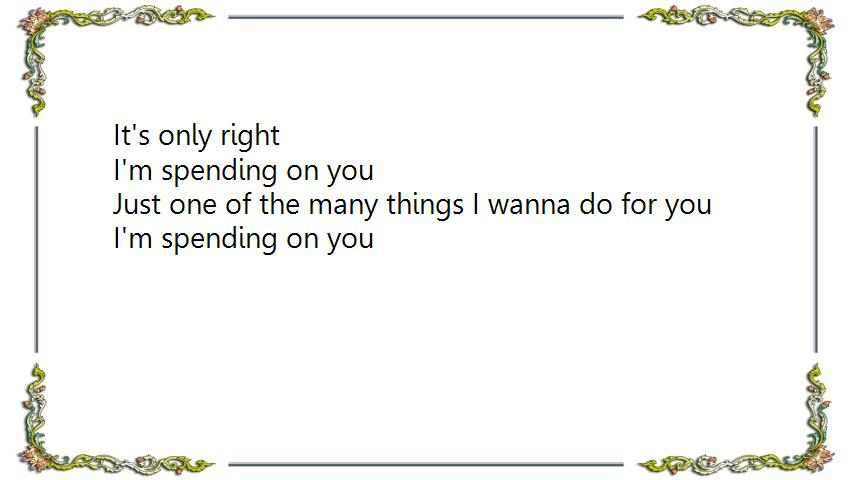 It's only right
I'm spending on you
Just one of the many things I wanna do for you
I'm spending on you